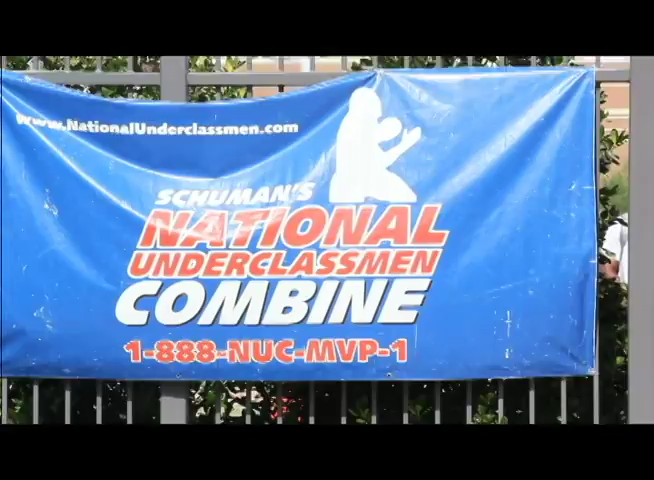 www.NationalUnderclassmen.com
SCHUMAN'S
NATIONAL
UNDERCLASSMEN
COMBINE
1-888-NUC-MVP-1